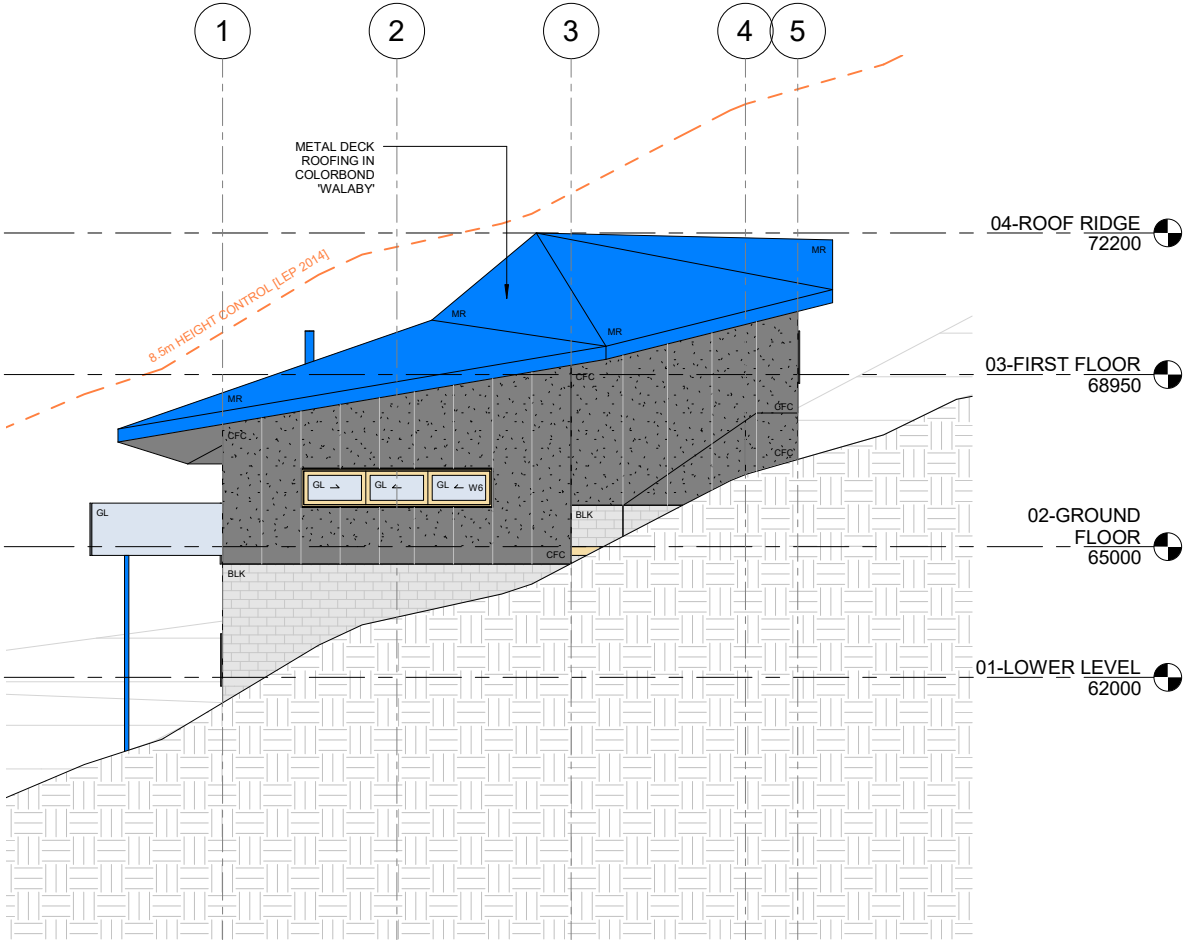 1
2
3
4
5
METAL DECK
ROOFING IN
COLORBOND
'WALABY'
8.5m HEIGHT CONTROL [LEP 2014]
04-ROOF RIDGE
72200
MR
MR
MR
03-FIRST FLOOR
68950
CFC
MR
CFC
CFC
CFC
GL
GL
GL
W6
GL
BLK
02-GROUND
FLOOR
65000
CFC
BLK
01-LOWER LEVEL
62000